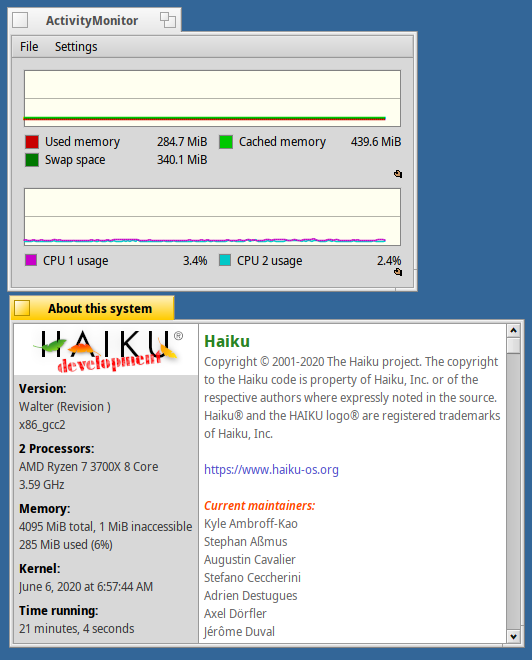 ActivityMonitor
File Settings
Used memory 284.7 MiB Cached memory 439.6 MiB
Swap space 340.1 MiB
CPU 1 usage 3.4% CPU 2 usage 2.4%
About this system
HAIKU®
development
Version:
Walter (Revision )
x86_gcc2
2 Processors:
AMD Ryzen 7 3700X 8 Core
3.59 GHz
Memory:
4095 MiB total, 1 MiB inaccessible
285 MiB used (6%)
Kernel:
June 6, 2020 at 6:57:44 AM
Time running:
21 minutes, 4 seconds
Haiku
Copyright © 2001-2020 The Haiku project. The copyright
to the Haiku code is property of Haiku, Inc. or of the
respective authors where expressly noted in the source.
Haiku® and the HAIKU logo® are registered trademarks
of Haiku, Inc.
https://www.haiku-os.org
Current maintainers:
Kyle Ambroff-Kao
Stephan Aßmus
Augustin Cavalier
Stefano Ceccherini
Adrien Destugues
Axel Dörfler
Jérôme Duval